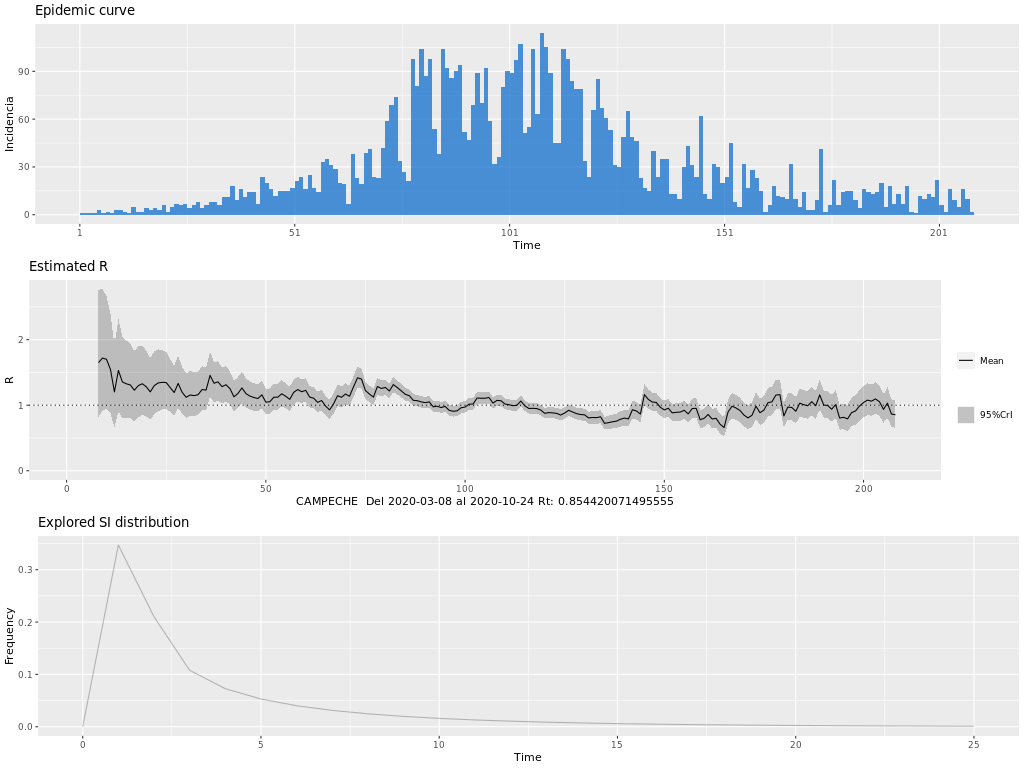 Epidemic curve
Incidencia
90
60
30
0
1 51 101 151 201
Time
Estimated R
R
2
1
0
0 50 100 150 200
Mean
95%CrI
CAMPECHE Del 2020-03-08 al 2020-10-24 Rt: 0.854420071495555
Explored SI distribution
Frequency
0.3
0.2
0.1
0.0
0 5 10 15 20 25
Time